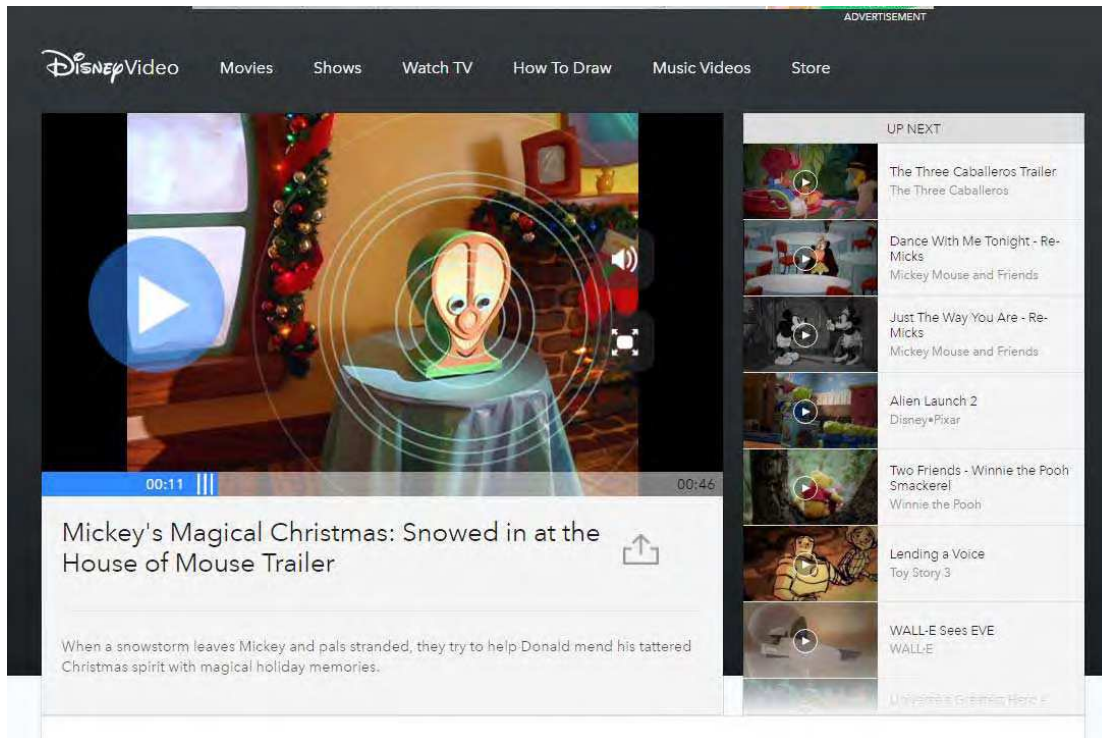 ADVERTISEMENT
Disney Video
Movies
Shows
Watch TV
How To Draw
Music Videos
Store
00:11
00:46
Mickey's Magical Christmas: Snowed in at the
House of Mouse Trailer
When a snowstorm leaves Mickey and pals stranded, they try to help Donald mend his tattered
Christmas spirit with magical holiday memories.
UP NEXT
The Three Caballeros Trailer
The Three Caballeros
Dance With Me Tonight - Re-
Micks
Mickey Mouse and Friends
Just The Way You Are - Re-
Micks
Mickey Mouse and Friends
Alien Launch 2
Disney•Pixar
Two Friends - Winnie the Pooh
Smackerel
Winnie the Pooh
Lending a Voice
Toy Story 3
WALL-E Sees EVE
WALL-E